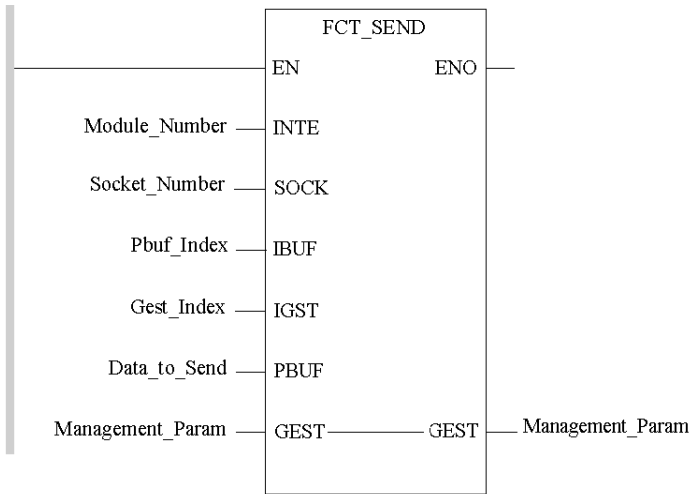 FCT_SEND
EN ENO
Module_Number INTE
Socket_Number SOCK
Pbuf_Index IBUF
Gest_Index IGST
Data_to_Send PBUF
Management_Param GEST GEST Management_Param